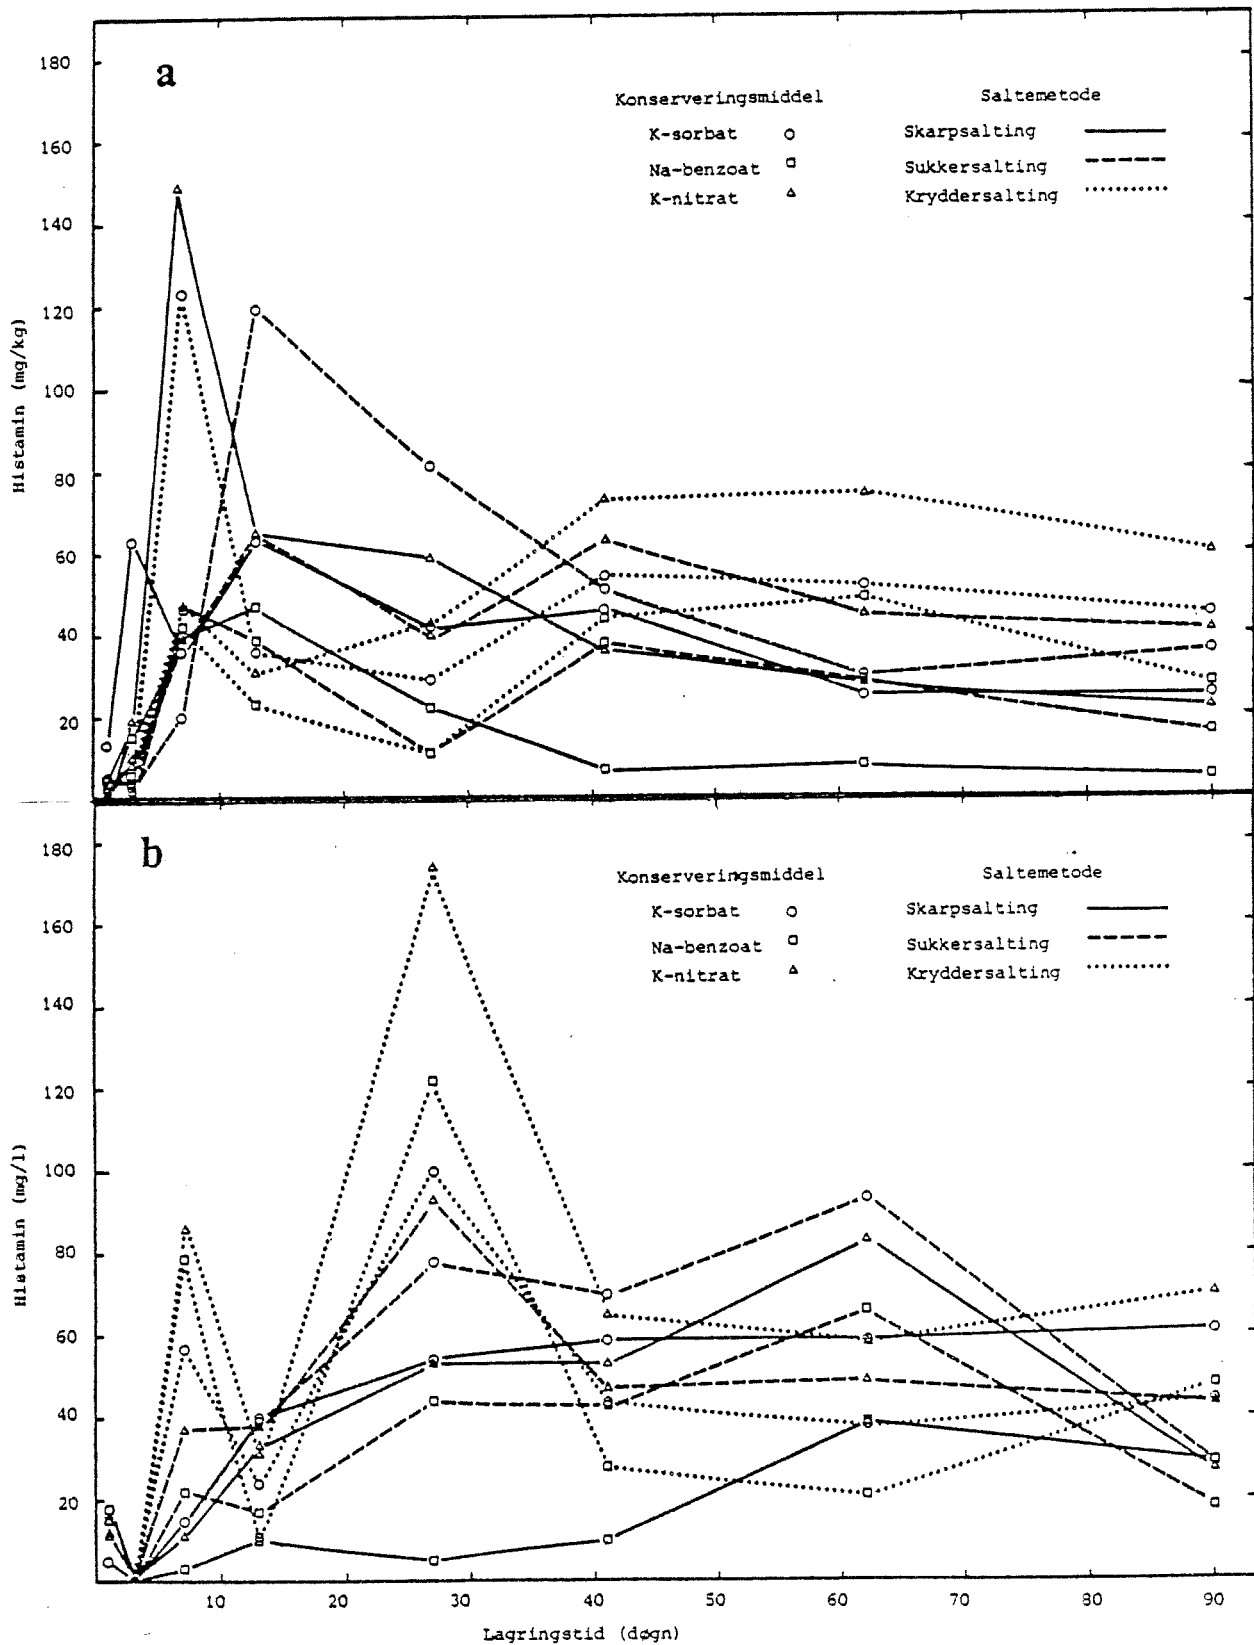 a
Konserveringsmiddel Saltemetode
K-sorbat Skarpsalting
Na-benzoat Sukkersalting
K-nitrat Kryddersalting
180
160
140
120
100
80
60
40
20
Histamin (mg/kg)
b
Konserveringsmiddel Saltemetode
K-sorbat Skarpsalting
Na-benzoat Sukkersalting
K-nitrat Kryddersalting
180
160
140
120
100
80
60
40
20
Histamin (mg/l)
10 20 30 40 50 60 70 80 90
Lagringstid (døgn)